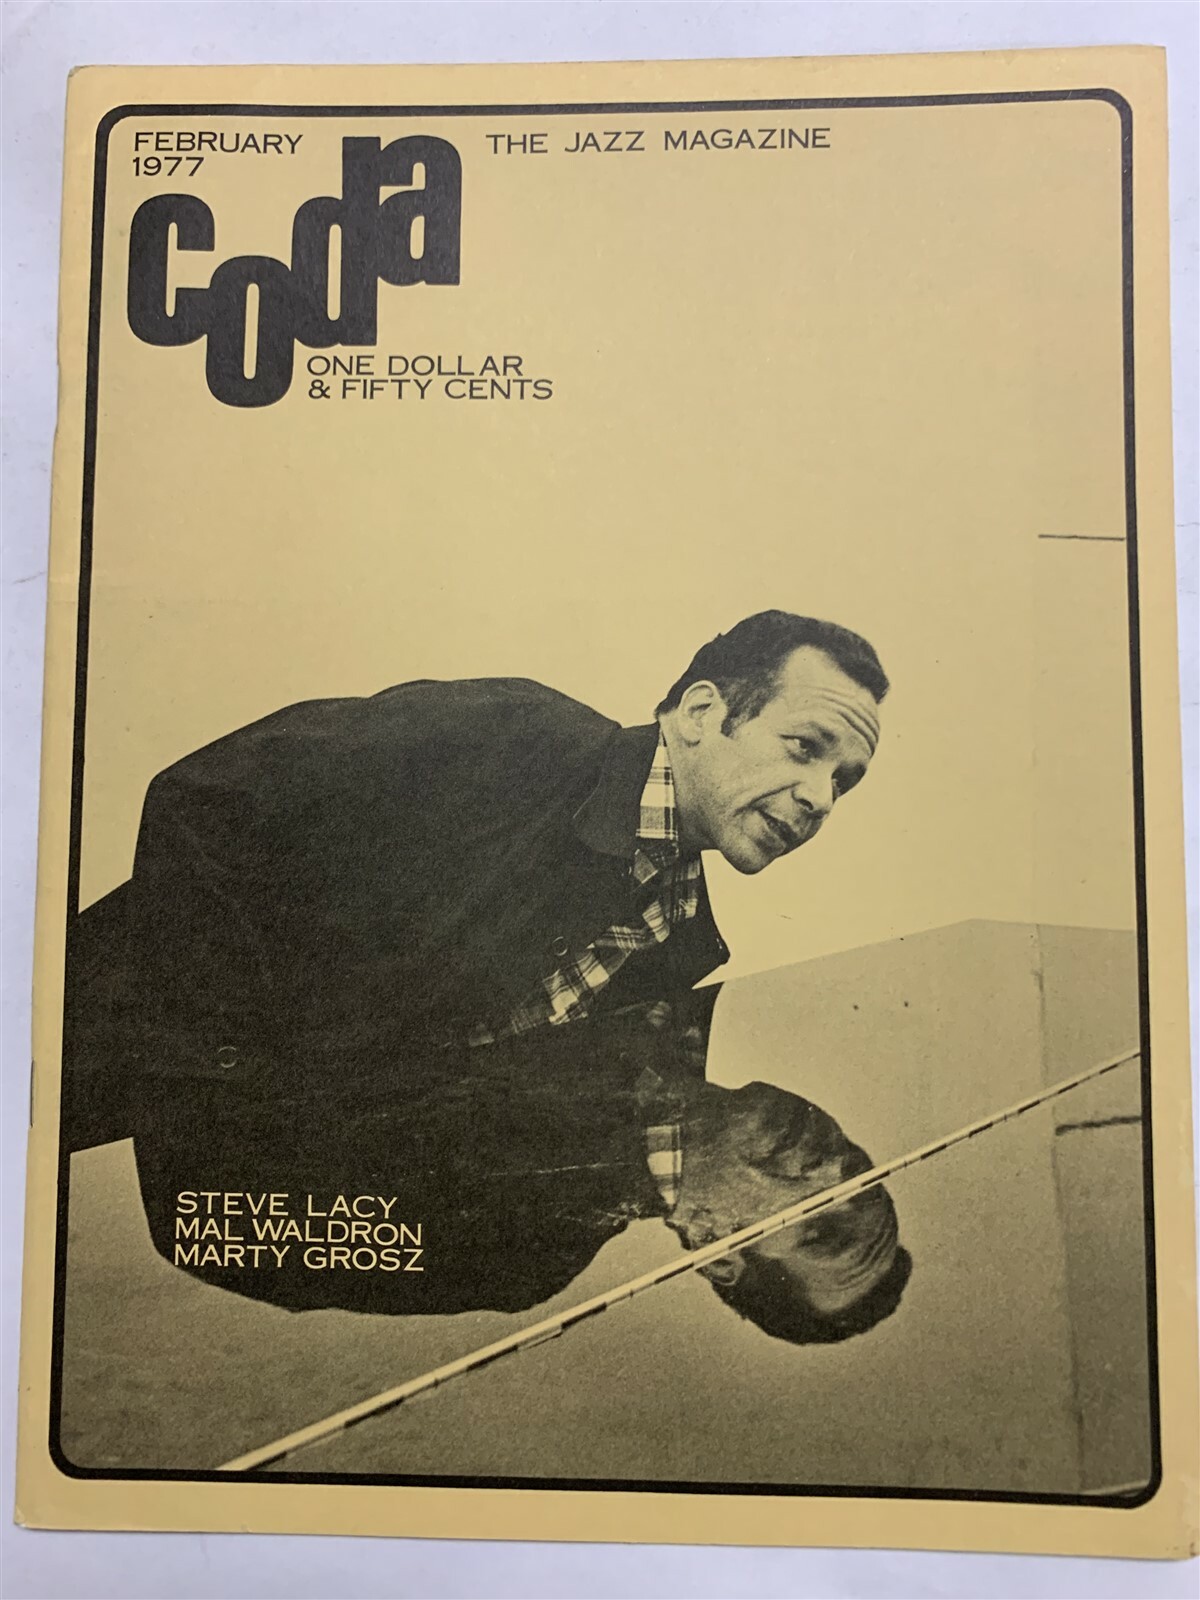 FEBRUARY
1977
THE JAZZ MAGAZINE
coda
ONE DOLLAR
& FIFTY CENTS
STEVE LACY
MAL WALDRON
MARTY GROSZ